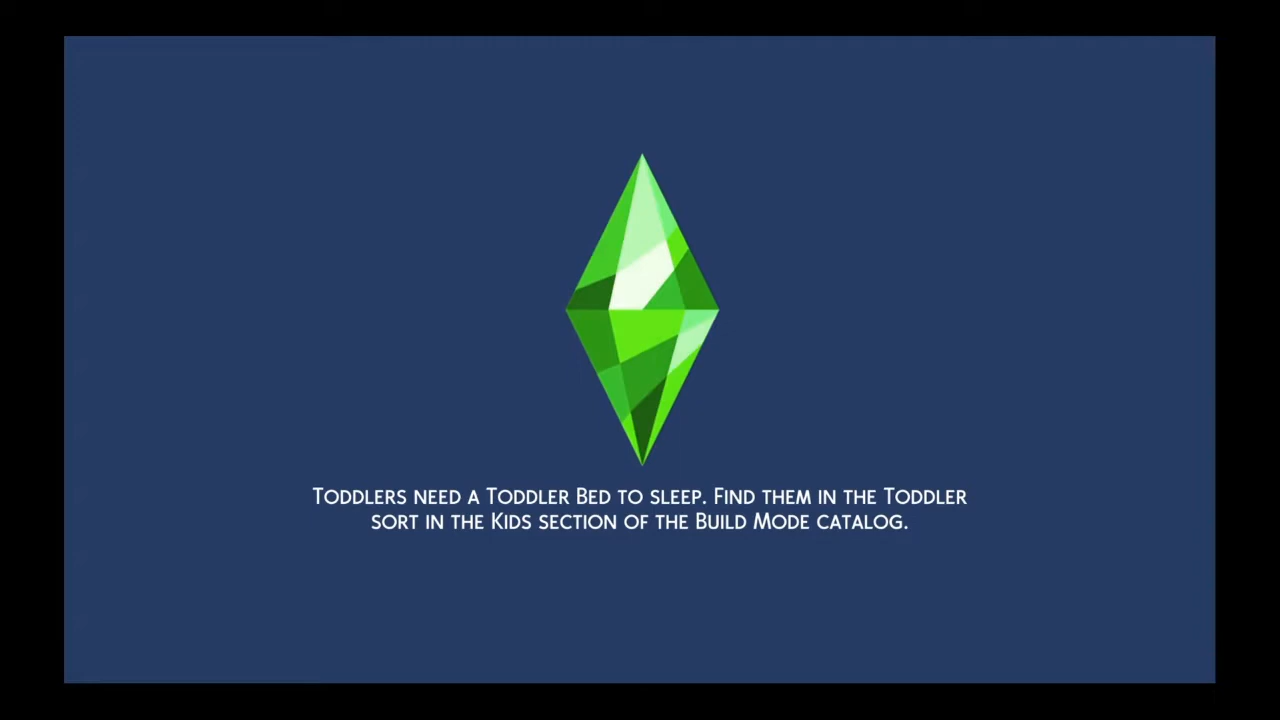 Toddlers need a Toddler Bed to sleep. Find them in the Toddler
sort in the Kids section of the Build Mode catalog.